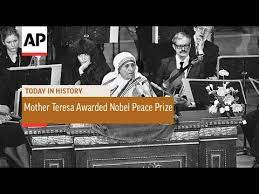 AP
TODAY IN HISTORY
Mother Teresa Awarded Nobel Peace Prize